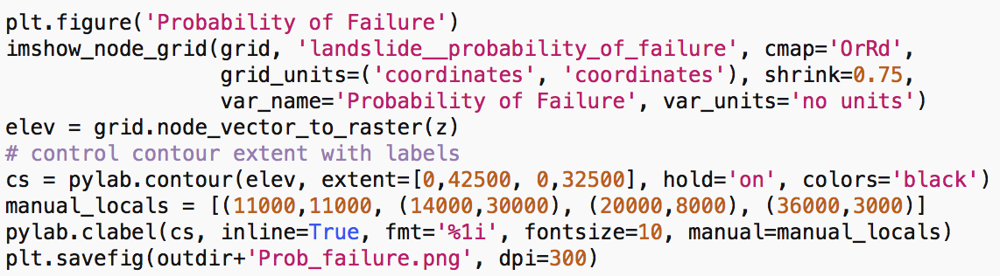 plt.figure('Probability of Failure')
imshow_node_grid(grid, 'landslide__probability_of_failure', cmap='OrRd',
                 grid_units=('coordinates', 'coordinates'), shrink=0.75,
                 var_name='Probability of Failure', var_units='no units')
elev = grid.node_vector_to_raster(z)
# control contour extent with labels
cs = pylab.contour(elev, extent=[0,42500, 0,32500], hold='on', colors='black')
manual_locals = [(11000,11000, (14000,30000), (20000,8000), (36000,3000)]
pylab.clabel(cs, inline=True, fmt='%1i', fontsize=10, manual=manual_locals)
plt.savefig(outdir+'Prob_failure.png', dpi=300)